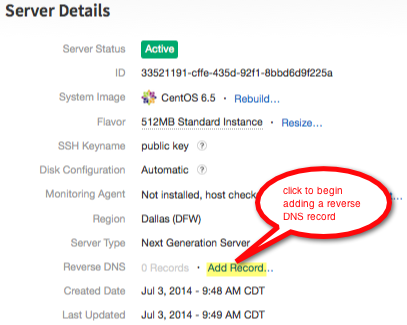 Server Details
Server Status Active
ID 33521191-cffe-435d-92f1-8bbd6d9f225a
System Image CentOS 6.5 · Rebuild...
Flavor 512MB Standard Instance · Resize...
SSH Keyname public key ?
Disk Configuration Automatic ?
Monitoring Agent Not installed, host chec ...
click to begin
adding a reverse
DNS record
Region Dallas (DFW)
Server Type Next Generation Server
Reverse DNS 0 Records · Add Record...
Created Date Jul 3, 2014 - 9:48 AM CDT
Last Updated Jul 3, 2014 - 9:49 AM CDT